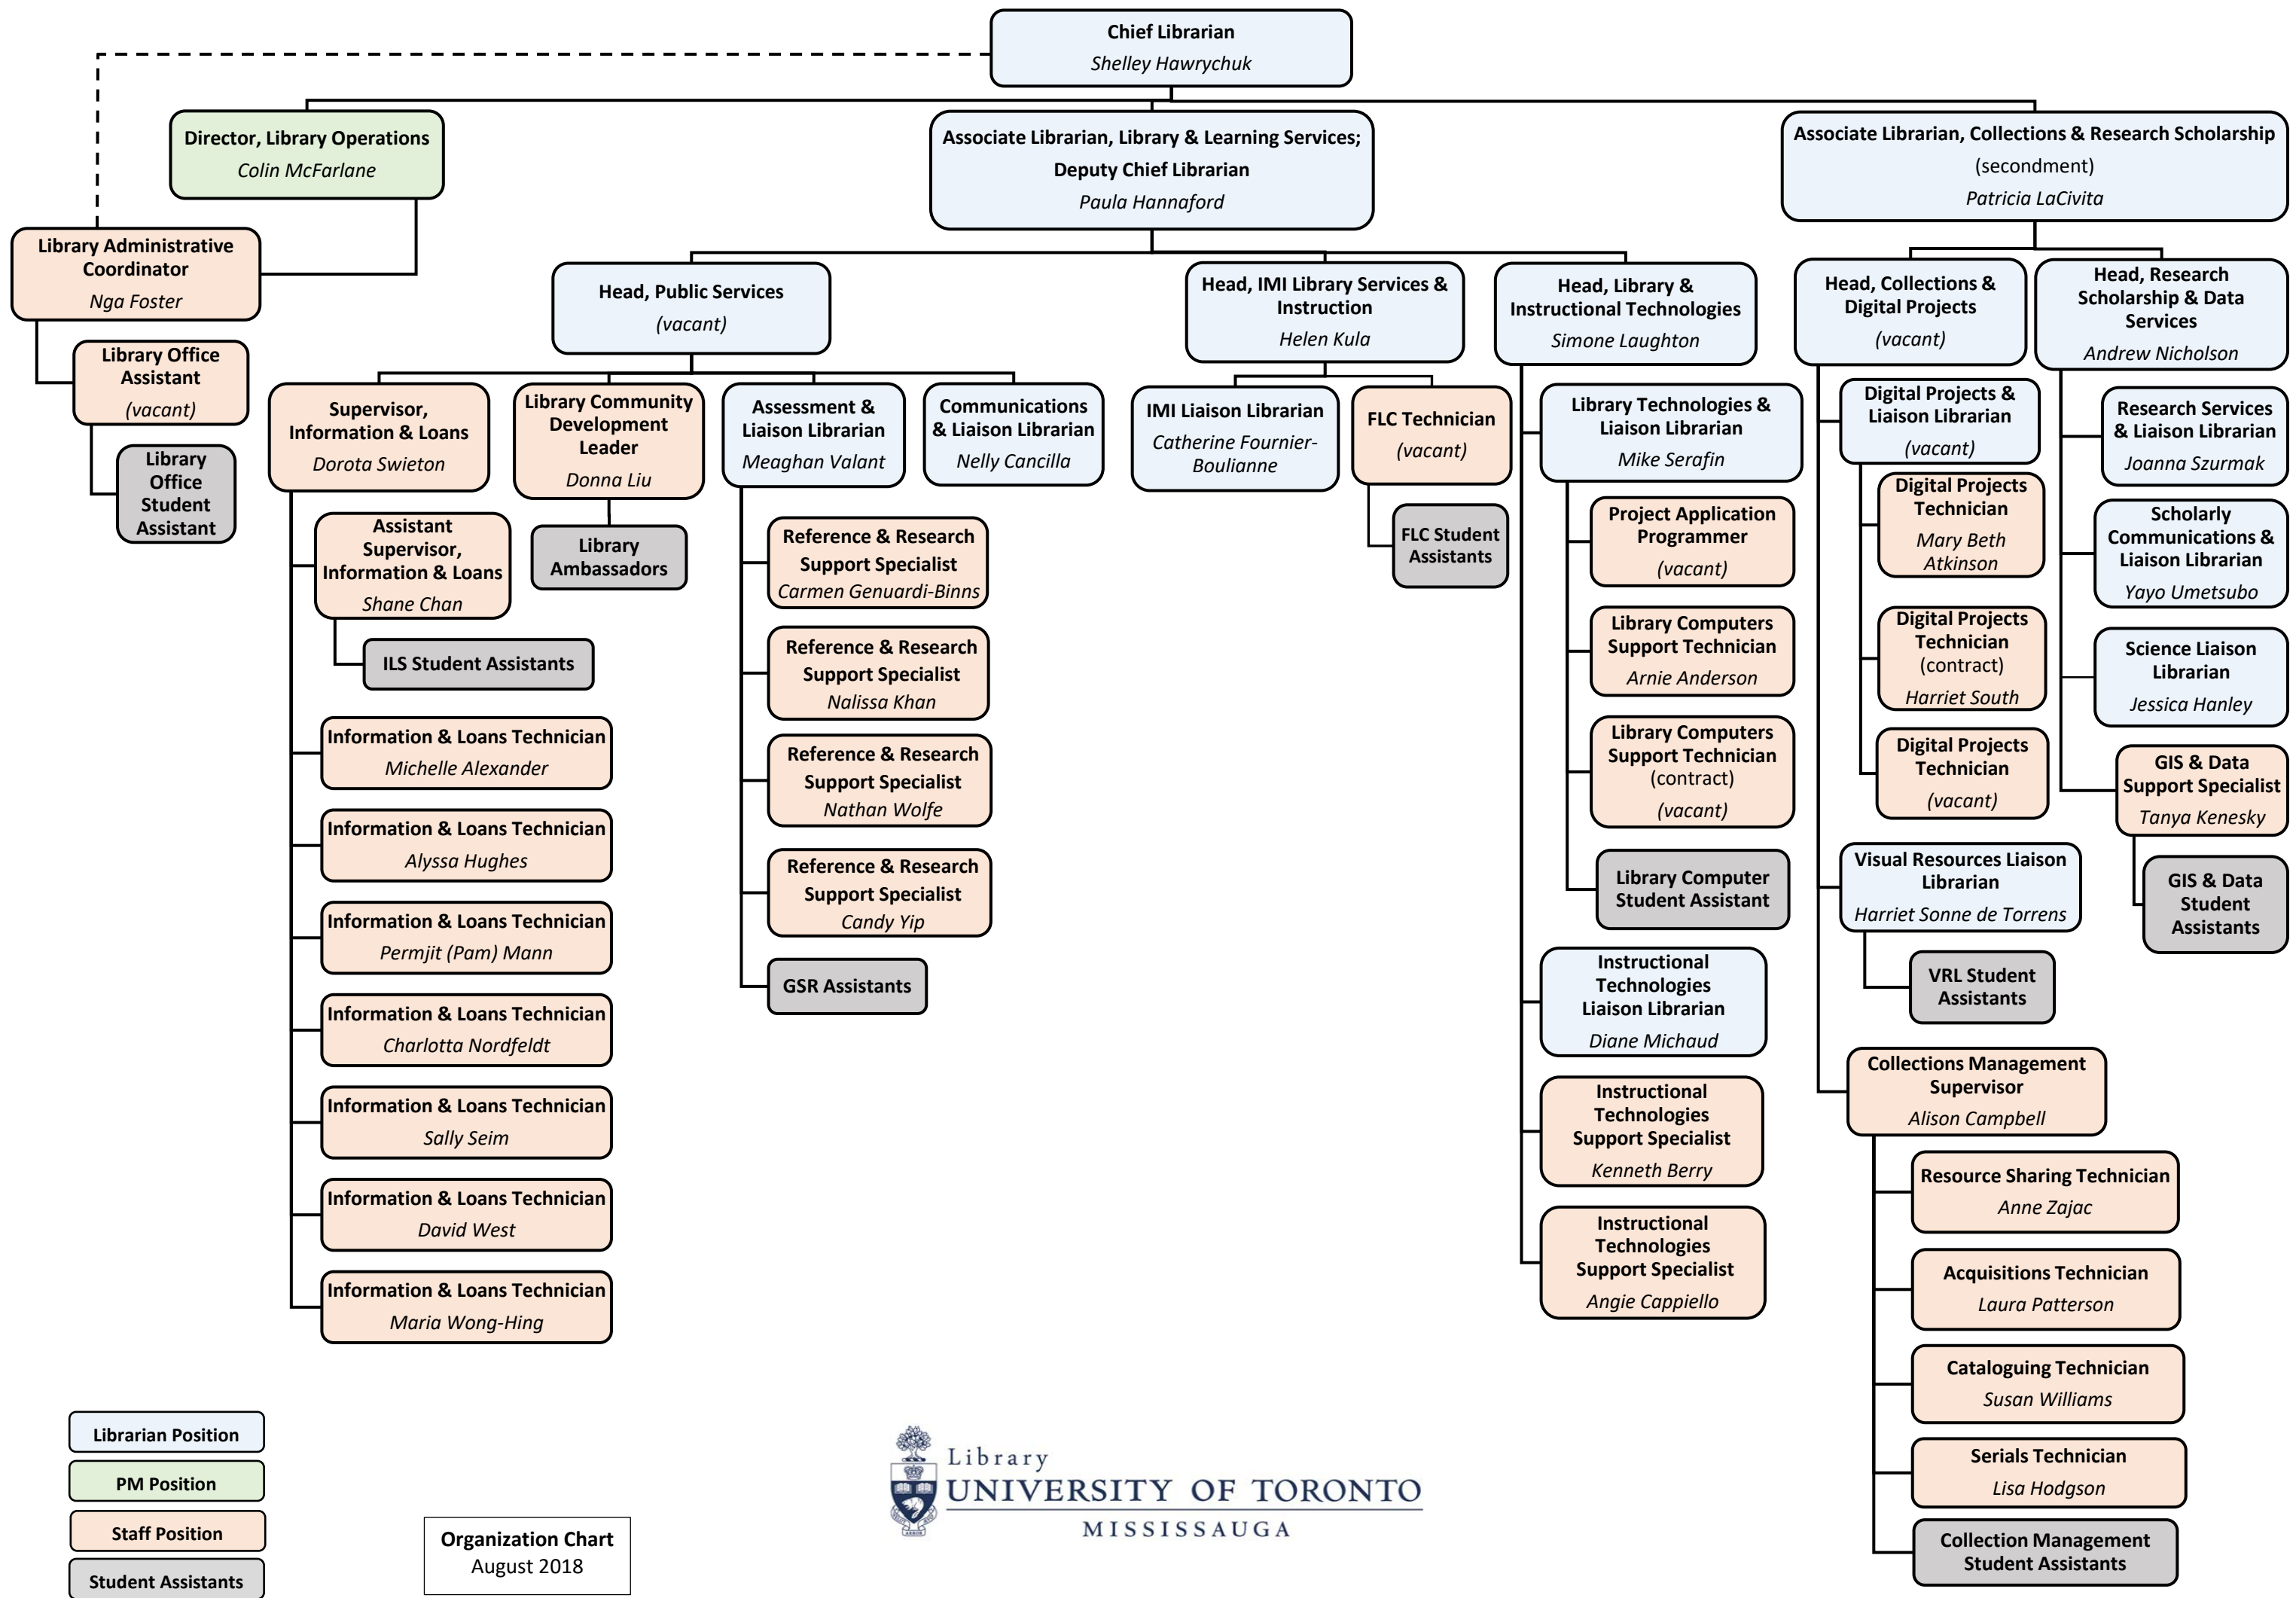 Chief Librarian
Shelley Hawrychuk
Director, Library Operations
Colin McFarlane
Associate Librarian, Library & Learning Services;
Deputy Chief Librarian
Paula Hannaford
Associate Librarian, Collections & Research Scholarship
(secondment)
Patricia LaCivita
Library Administrative
Coordinator
Nga Foster
Library Office
Assistant
(vacant)
Library
Office
Student
Assistant
Head, Public Services
(vacant)
Supervisor,
Information & Loans
Dorota Swieton
Assistant
Supervisor,
Information & Loans
Shane Chan
ILS Student Assistants
Information & Loans Technician
Michelle Alexander
Information & Loans Technician
Alyssa Hughes
Information & Loans Technician
Permjit (Pam) Mann
Information & Loans Technician
Charlotta Nordfeldt
Information & Loans Technician
Sally Seim
Information & Loans Technician
David West
Information & Loans Technician
Maria Wong-Hing
Library Community
Development
Leader
Donna Liu
Library
Ambassadors
Assessment &
Liaison Librarian
Meaghan Valant
Reference & Research
Support Specialist
Carmen Genuardi-Binns
Reference & Research
Support Specialist
Nalissa Khan
Reference & Research
Support Specialist
Nathan Wolfe
Reference & Research
Support Specialist
Candy Yip
GSR Assistants
Communications
& Liaison Librarian
Nelly Cancilla
Head, IMI Library Services &
Instruction
Helen Kula
IMI Liaison Librarian
Catherine Fournier-
Boulianne
FLC Technician
(vacant)
FLC Student
Assistants
Head, Library &
Instructional Technologies
Simone Laughton
Library Technologies &
Liaison Librarian
Mike Serafin
Project Application
Programmer
(vacant)
Library Computers
Support Technician
Arnie Anderson
Library Computers
Support Technician
(contract)
(vacant)
Library Computer
Student Assistant
Instructional
Technologies
Liaison Librarian
Diane Michaud
Instructional
Technologies
Support Specialist
Kenneth Berry
Instructional
Technologies
Support Specialist
Angie Cappiello
Head, Collections &
Digital Projects
(vacant)
Digital Projects &
Liaison Librarian
(vacant)
Digital Projects
Technician
Mary Beth
Atkinson
Digital Projects
Technician
(contract)
Harriet South
Digital Projects
Technician
(vacant)
Visual Resources Liaison
Librarian
Harriet Sonne de Torrens
VRL Student
Assistants
Collections Management
Supervisor
Alison Campbell
Resource Sharing Technician
Anne Zajac
Acquisitions Technician
Laura Patterson
Cataloguing Technician
Susan Williams
Serials Technician
Lisa Hodgson
Collection Management
Student Assistants
Head, Research
Scholarship & Data
Services
Andrew Nicholson
Research Services
& Liaison Librarian
Joanna Szurmak
Scholarly
Communications &
Liaison Librarian
Yayo Umetsubo
Science Liaison
Librarian
Jessica Hanley
GIS & Data
Support Specialist
Tanya Kenesky
GIS & Data
Student
Assistants
Librarian Position
PM Position
Staff Position
Student Assistants
Organization Chart
August 2018
Library
UNIVERSITY OF TORONTO
MISSISSAUGA